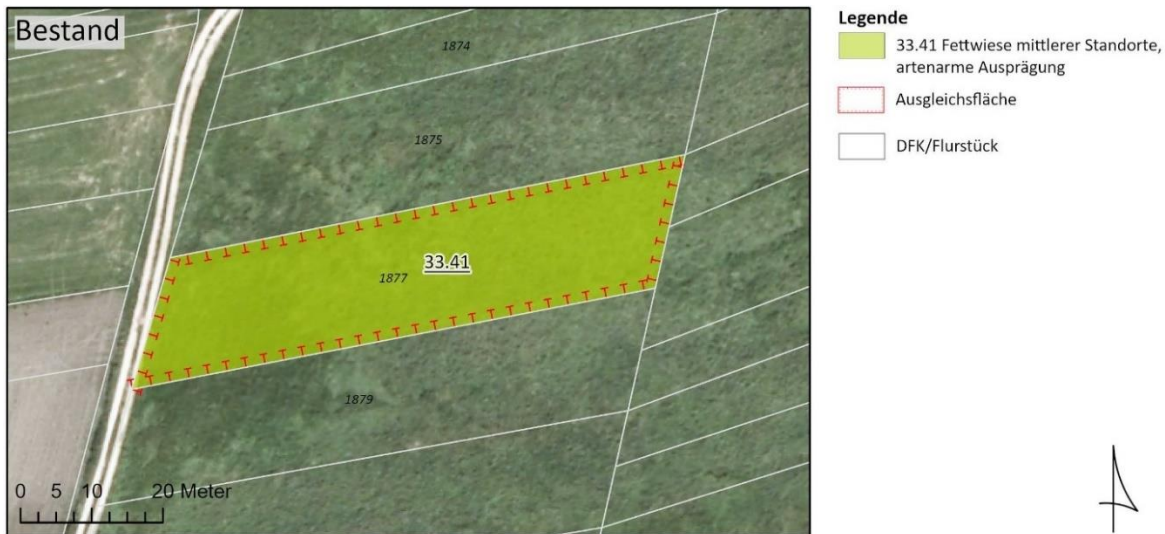 Bestand
1874
1875
33.41
1877
1879
0 5 10 20 Meter
Legende
33.41 Fettwiese mittlerer Standorte,
artenarme Ausprägung
Ausgleichsfläche
DFK/Flurstück